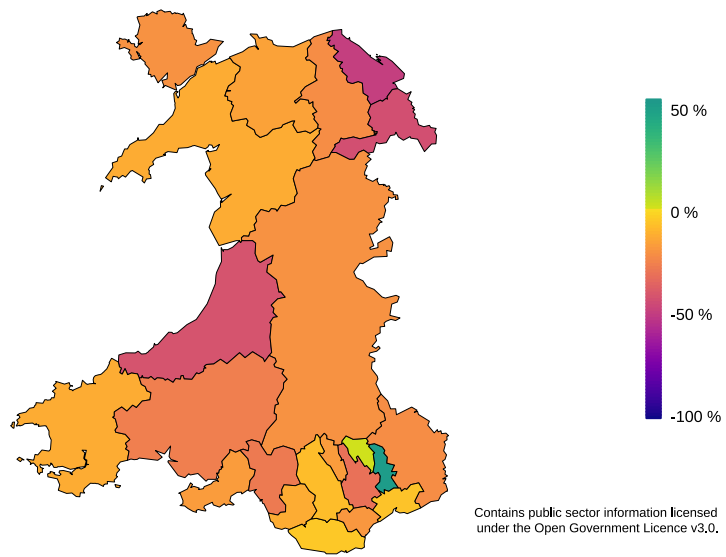 50 %
0 %
-50 %
-100 %
Contains public sector information licensed
under the Open Government Licence v3.0.